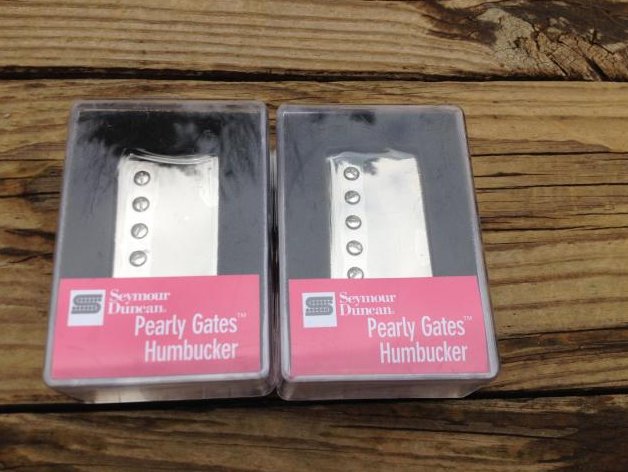 Seymour
Duncan®
Pearly Gates™
Humbucker
Seymour
Duncan®
Pearly Gates™
Humbucker